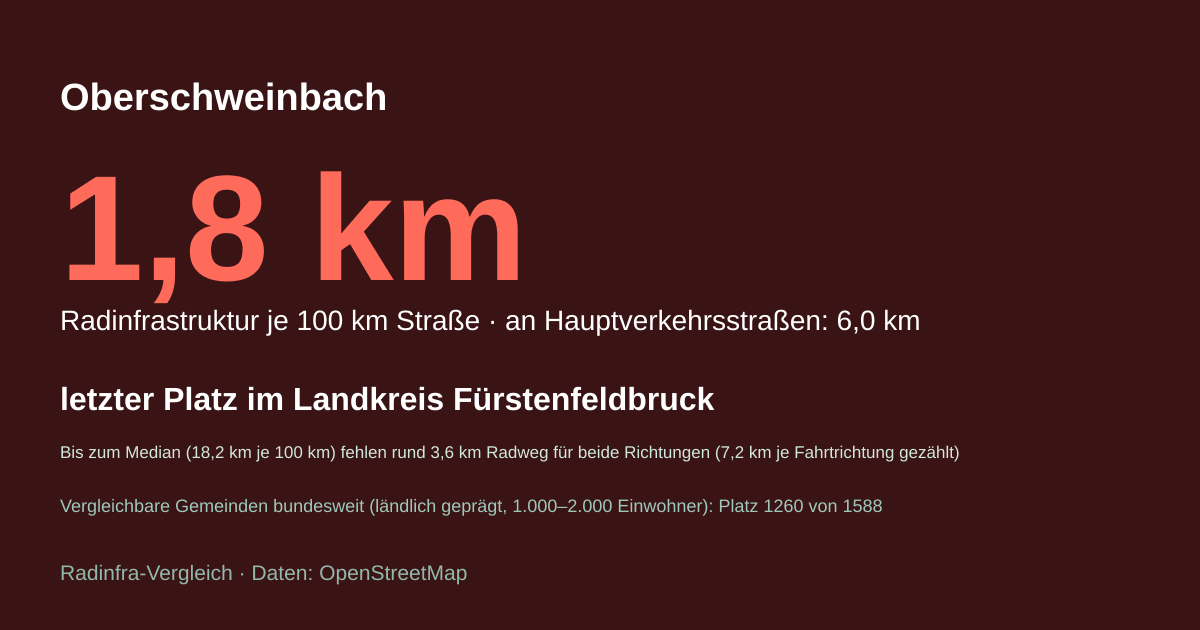 Oberschweinbach
1,8 km
Radinfrastruktur je 100 km Straße · an Hauptverkehrsstraßen: 6,0 km
letzter Platz im Landkreis Fürstenfeldbruck
Bis zum Median (18,2 km je 100 km) fehlen rund 3,6 km Radweg für beide Richtungen (7,2 km je Fahrtrichtung gezählt)
Vergleichbare Gemeinden bundesweit (ländlich geprägt, 1.000–2.000 Einwohner): Platz 1260 von 1588
Radinfra-Vergleich · Daten: OpenStreetMap